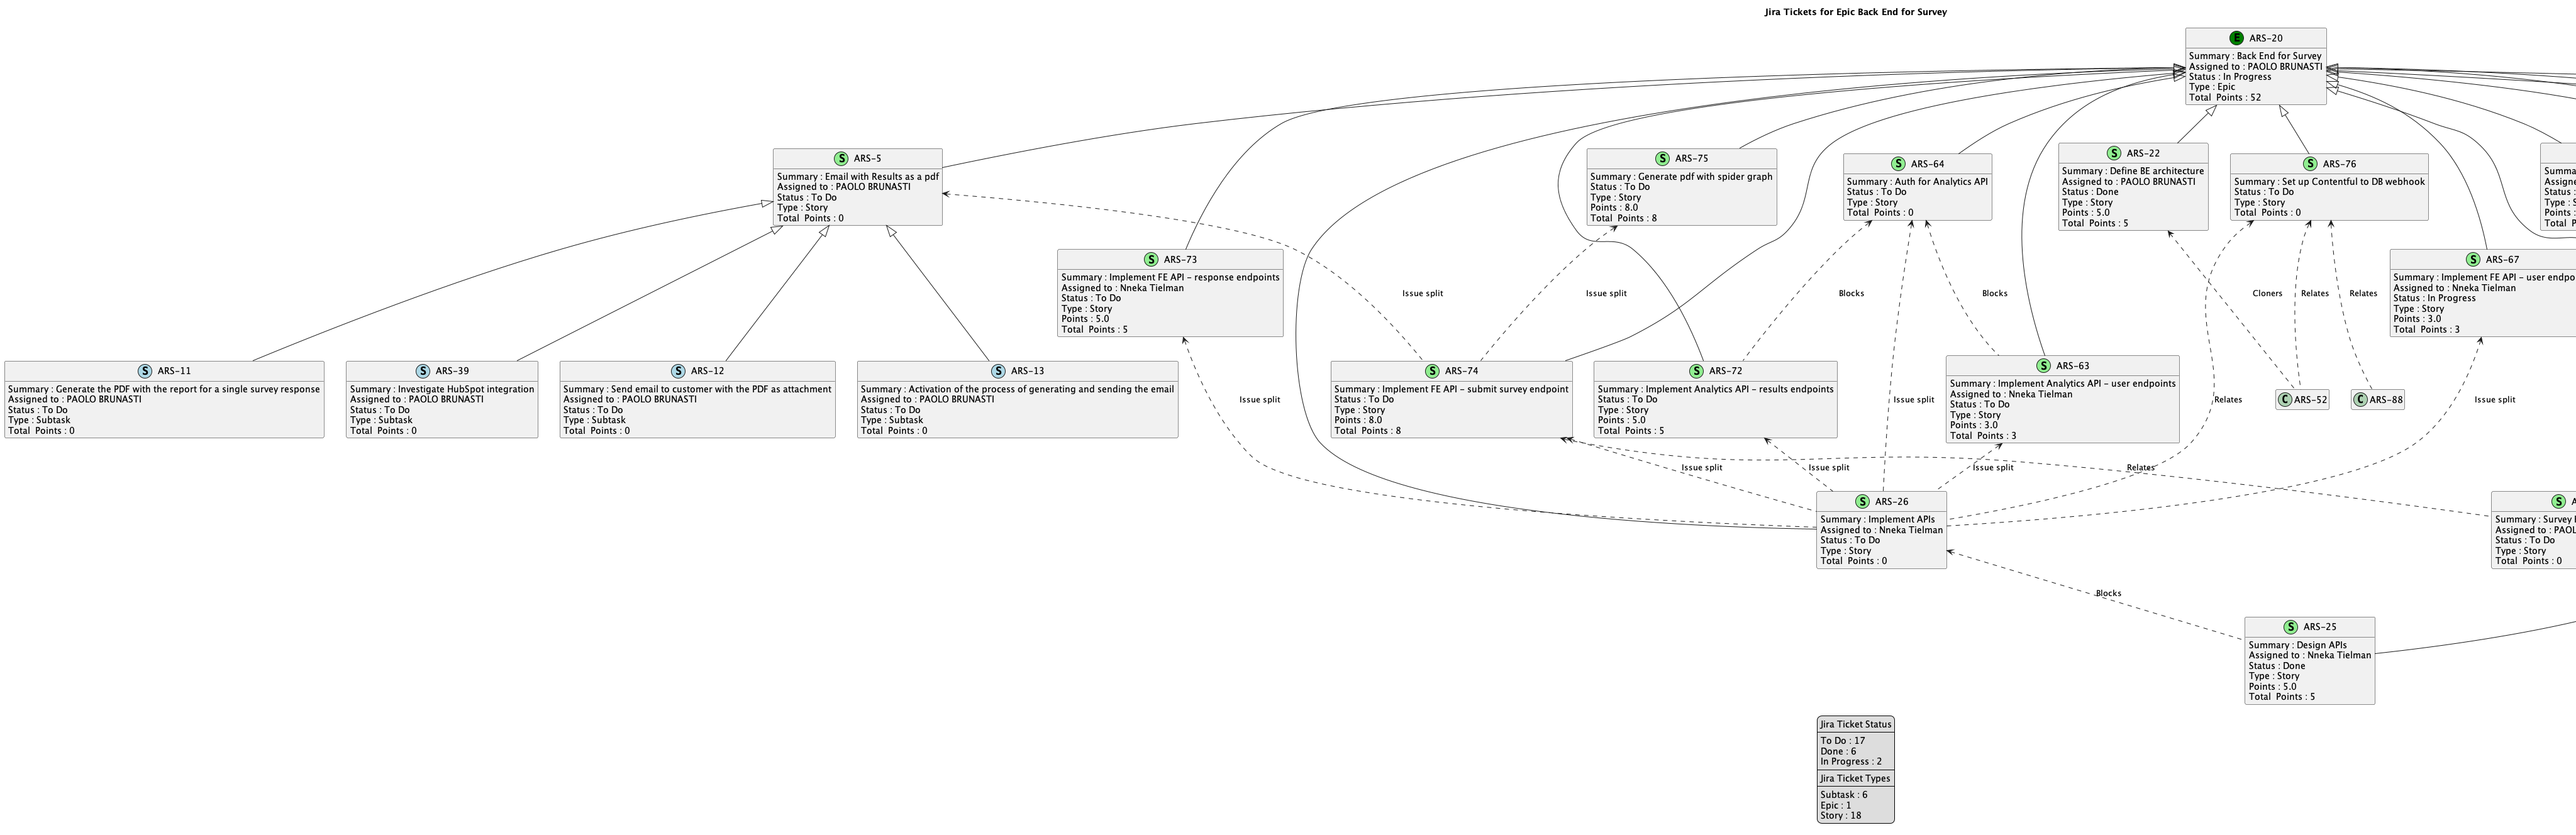 Jira Tickets for Epic Back End for Survey
E ARS-20
Summary : Back End for Survey
Assigned to : PAOLO BRUNASTI
Status : In Progress
Type : Epic
Total Points : 52
S ARS-5
Summary : Email with Results as a pdf
Assigned to : PAOLO BRUNASTI
Status : To Do
Type : Story
Total Points : 0
S ARS-75
Summary : Generate pdf with spider graph
Status : To Do
Type : Story
Points : 8.0
Total Points : 8
S ARS-64
Summary : Auth for Analytics API
Status : To Do
Type : Story
Total Points : 0
S ARS-22
Summary : Define BE architecture
Assigned to : PAOLO BRUNASTI
Status : Done
Type : Story
Points : 5.0
Total Points : 5
S ARS-76
Summary : Set up Contentful to DB webhook
Status : To Do
Type : Story
Total Points : 0
S ARS-73
Summary : Implement FE API - response endpoints
Assigned to : Nneka Tielman
Status : To Do
Type : Story
Points : 5.0
Total Points : 5
S ARS-67
Summary : Implement FE API - user endpo
Assigned to : Nneka Tielman
Status : In Progress
Type : Story
Points : 3.0
Total Points : 3
Issue split
Issue split
Blocks
Blocks
Cloners
Relates
Relates
S ARS-11
Summary : Generate the PDF with the report for a single survey response
Assigned to : PAOLO BRUNASTI
Status : To Do
Type : Subtask
Total Points : 0
S ARS-39
Summary : Investigate HubSpot integration
Assigned to : PAOLO BRUNASTI
Status : To Do
Type : Subtask
Total Points : 0
S ARS-12
Summary : Send email to customer with the PDF as attachment
Assigned to : PAOLO BRUNASTI
Status : To Do
Type : Subtask
Total Points : 0
S ARS-13
Summary : Activation of the process of generating and sending the email
Assigned to : PAOLO BRUNASTI
Status : To Do
Type : Subtask
Total Points : 0
Issue split
S ARS-74
Summary : Implement FE API - submit survey endpoint
Status : To Do
Type : Story
Points : 8.0
Total Points : 8
S ARS-72
Summary : Implement Analytics API - results endpoints
Status : To Do
Type : Story
Points : 5.0
Total Points : 5
Issue split
S ARS-63
Summary : Implement Analytics API - user endpoints
Assigned to : Nneka Tielman
Status : To Do
Type : Story
Points : 3.0
Total Points : 3
Relates
C ARS-52
C ARS-88
Issue split
Issue split
Issue split
Issue split
Relates
S ARS-26
Summary : Implement APIs
Assigned to : Nneka Tielman
Status : To Do
Type : Story
Total Points : 0
S
Summary : Survey
Assigned to : PAOL
Status : To Do
Type : Story
Total Points : 0
Blocks
S ARS-25
Summary : Design APIs
Assigned to : Nneka Tielman
Status : Done
Type : Story
Points : 5.0
Total Points : 5
Jira Ticket Status
To Do : 17
Done : 6
In Progress : 2
Jira Ticket Types
Subtask : 6
Epic : 1
Story : 18